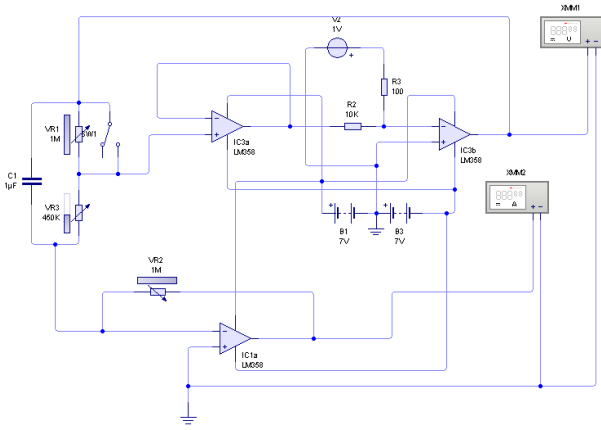 XMM1
V2
1V
R3
100
R2
10K
VR1
1M
SW1
IC3a
LM358
IC3b
LM358
C1
1µF
XMM2
VR3
450K
B1
7V
B3
7V
VR2
1M
IC1a
LM358